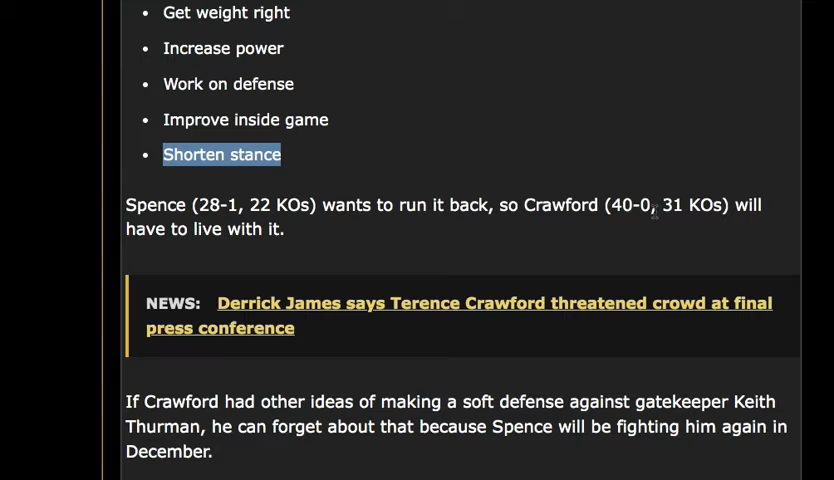 • Get weight right
• Increase power
• Work on defense
• Improve inside game
• Shorten stance
Spence (28-1, 22 KOs) wants to run it back, so Crawford (40-0, 31 KOs) will
have to live with it.
NEWS: Derrick James says Terence Crawford threatened crowd at final
press conference
If Crawford had other ideas of making a soft defense against gatekeeper Keith
Thurman, he can forget about that because Spence will be fighting him again in
December.